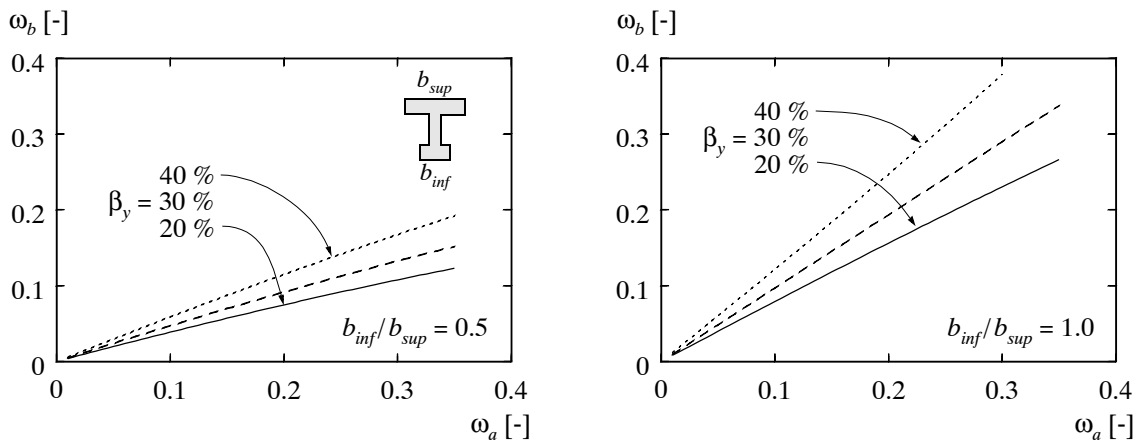 ω_b [-]
0.4
0.3
0.2
0.1
0
b_sup
b_inf
40 %
β_y = 30 %
20 %
b_inf/b_sup = 0.5
0 0.1 0.2 0.3 0.4
ω_a [-]
ω_b [-]
0.4
0.3
0.2
0.1
0
40 %
β_y = 30 %
20 %
b_inf/b_sup = 1.0
0 0.1 0.2 0.3 0.4
ω_a [-]